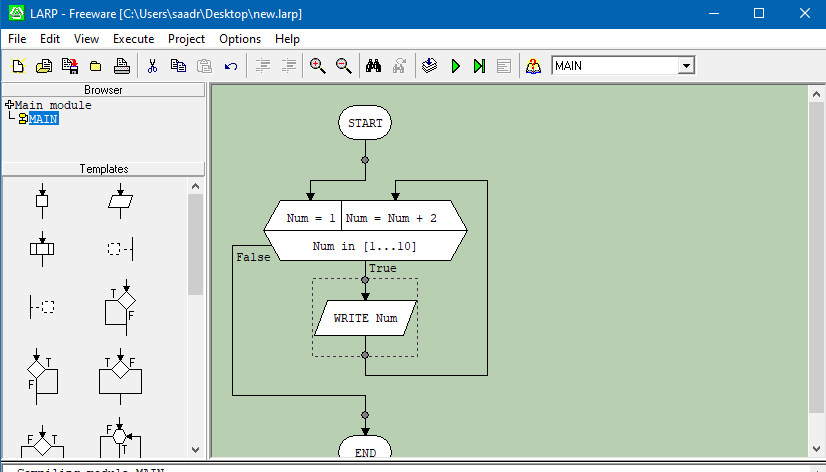 LARP - Freeware [C:\Users\saadr\Desktop\new.larp]
File Edit View Execute Project Options Help
MAIN
Browser
Main module
MAIN
Templates
T
F
T
F
T
F
F
T
F
T
START
Num = 1 Num = Num + 2
Num in [1...10]
False
True
WRITE Num
END
Compiling module MAIN